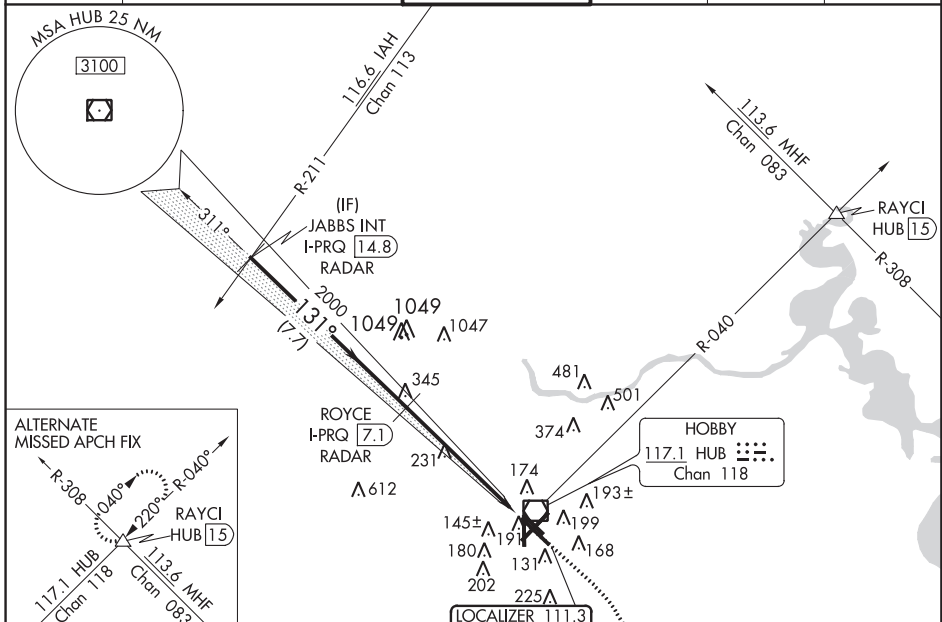 MSA HUB 25 NM
3100
116.6 IAH
Chan 113
R-211
113.6 MHF
Chan 083
RAYCI
HUB 15
R-308
R-040
311°
(IF)
JABBS INT
I-PRQ 14.8
RADAR
2000
131°
(7.7)
1049
1049
1047
345
481
501
374
ROYCE
I-PRQ 7.1
RADAR
231
612
HOBBY
117.1 HUB
Chan 118
174
193±
145±
191
199
180
168
131
202
225
LOCALIZER 111.3
ALTERNATE
MISSED APCH FIX
R-308
040°
220°
R-040°
RAYCI
HUB 15
117.1 HUB
Chan 118
113.6 MHF
Chan 083